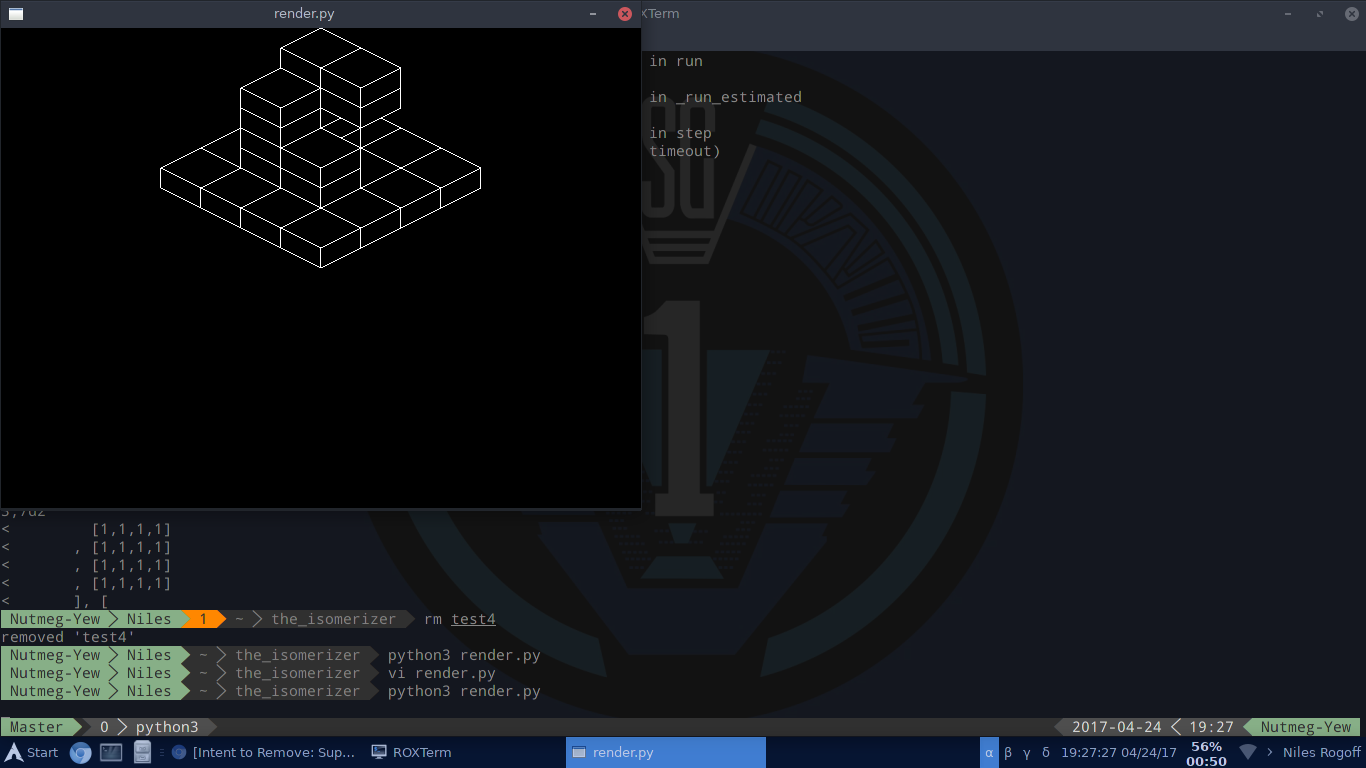 render.py
XTerm
in run
in _run_estimated
in step
timeout)
SC
1
< [1,1,1,1]
< , [1,1,1,1]
< , [1,1,1,1]
< , [1,1,1,1]
< ], [
Nutmeg-Yew Niles 1 ~ the_isomerizer rm test4
removed 'test4'
Nutmeg-Yew Niles ~ the_isomerizer python3 render.py
Nutmeg-Yew Niles ~ the_isomerizer vi render.py
Nutmeg-Yew Niles ~ the_isomerizer python3 render.py
Master 0 python3 2017-04-24 19:27 Nutmeg-Yew
Start [Intent to Remove: Sup... ROXTerm render.py α β γ δ 19:27:27 04/24/17 56% 00:50 Niles Rogoff